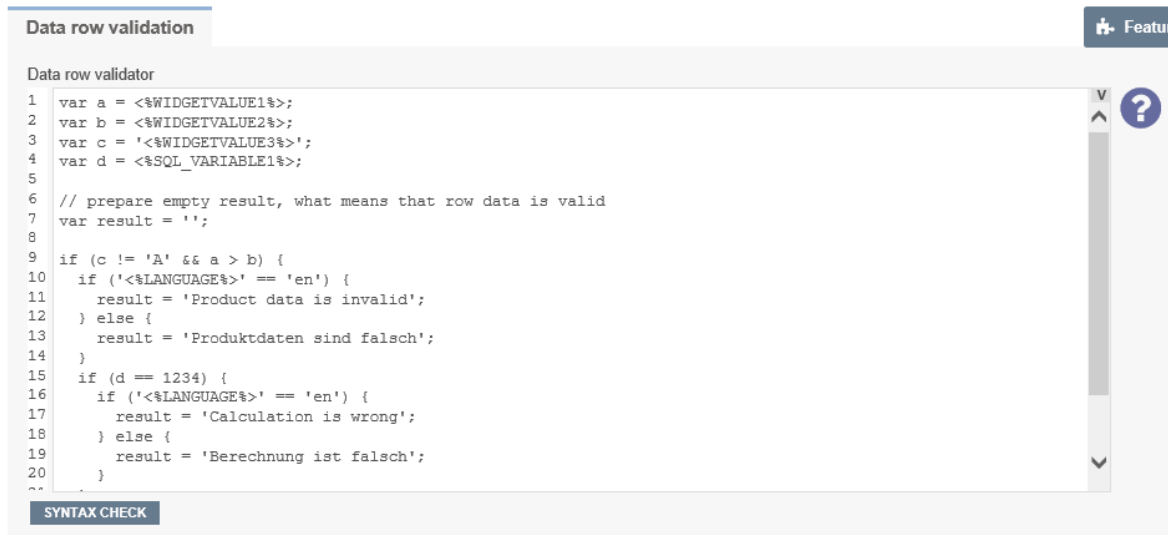 Data row validation
Featu
Data row validator
1 var a = <%WIDGETVALUE1%>;
2 var b = <%WIDGETVALUE2%>;
3 var c = '<%WIDGETVALUE3%>';
4 var d = <%SQL_VARIABLE1%>;
5
6 // prepare empty result, what means that row data is valid
7 var result = '';
8
9 if (c != 'A' && a > b) {
10 if ('<%LANGUAGE%>' == 'en') {
11 result = 'Product data is invalid';
12 } else {
13 result = 'Produktdaten sind falsch';
14 }
15 if (d == 1234) {
16 if ('<%LANGUAGE%>' == 'en') {
17 result = 'Calculation is wrong';
18 } else {
19 result = 'Berechnung ist falsch';
20 }
V
?
SYNTAX CHECK